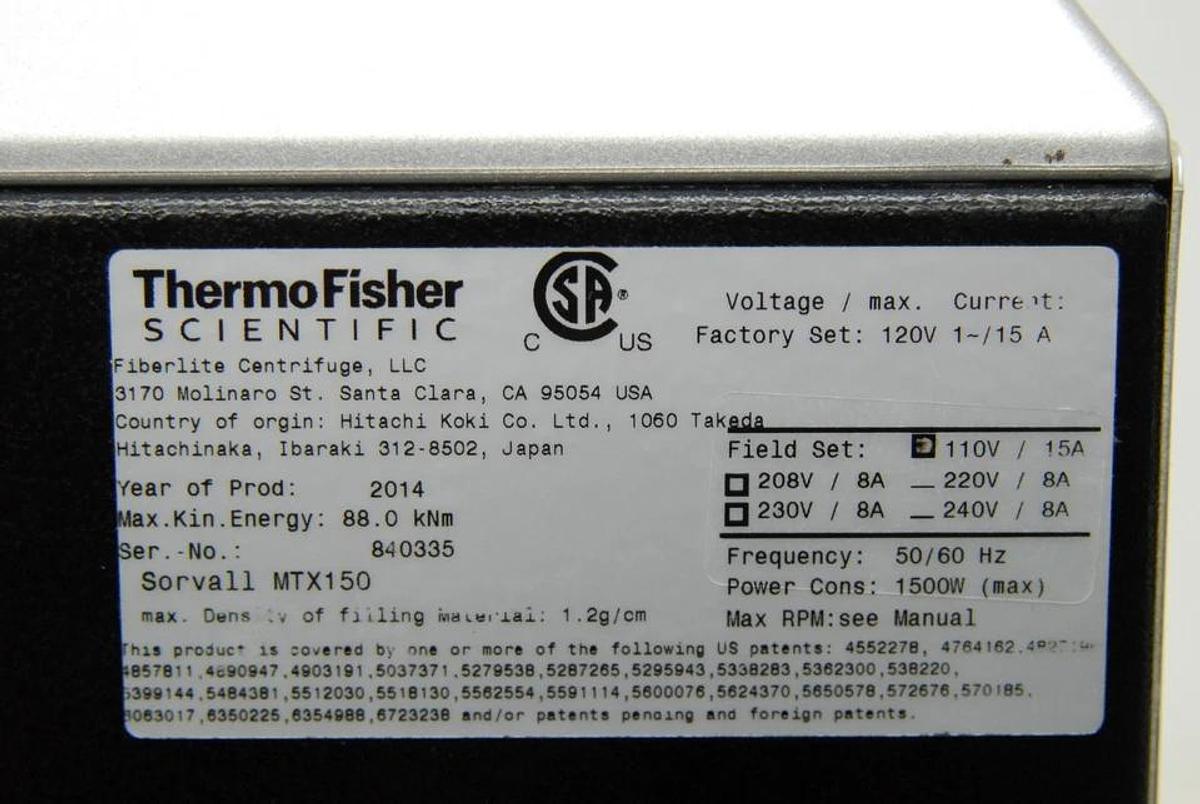 ThermoFisher
SCIENTIFIC
CSA®
C US
Voltage / max. Current:
Factory Set: 120V 1~/15 A
Fiberlite Centrifuge, LLC
3170 Molinaro St. Santa Clara, CA 95054 USA
Country of orgin: Hitachi Koki Co. Ltd., 1060 Takeda
Hitachinaka, Ibaraki 312-8502, Japan
Year of Prod: 2014
Max.Kin.Energy: 88.0 kNm
Ser.-No.: 840335
Sorvall MTX150
max. Density of filling material: 1.2g/cm
Field Set: 110V / 15A
208V / 8A 220V / 8A
230V / 8A 240V / 8A
Frequency: 50/60 Hz
Power Cons: 1500W (max)
Max RPM:see Manual
This product is covered by one or more of the following US patents: 4552278, 4764162,
4857811,4890947,4903191,5037371,5279538,5287265,5295943,5338283,5362300,538220,
5399144,5484381,5512030,5518130,5562554,5591114,5600076,5624370,5650578,572676,570185,
6063017,6350225,6354988,6723238 and/or patents pending and foreign patents.